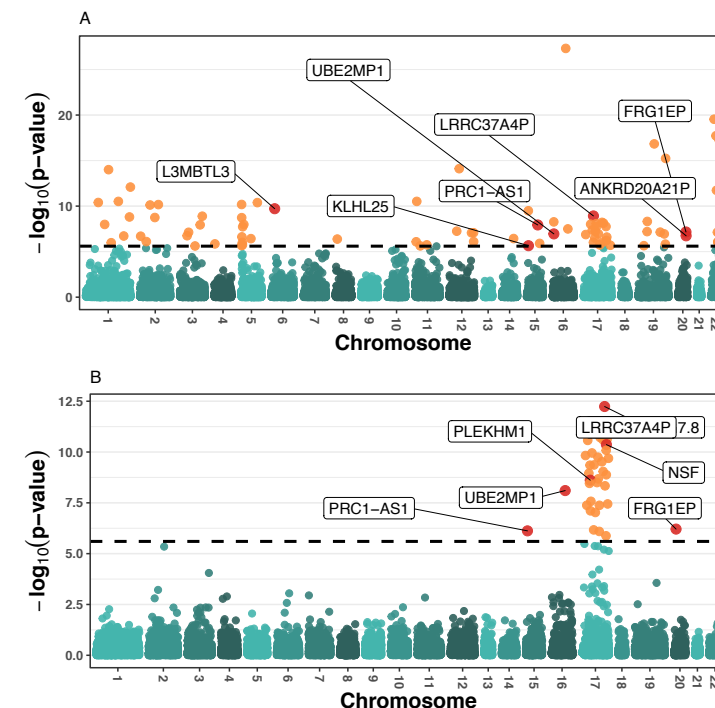 A
UBE2MP1
FRG1EP
LRRC37A4P
L3MBTL3
PRC1−AS1
ANKRD20A21P
KLHL25
20
10
0
− log10(p−value)
1 2 3 4 5 6 7 8 9 10 11 12 13 14 15 16 17 18 19 20 21 22
Chromosome
B
12.5
LRRC37A4P 7.8
PLEKHM1
10.0
NSF
UBE2MP1
7.5
PRC1−AS1
FRG1EP
5.0
2.5
0.0
− log10(p−value)
1 2 3 4 5 6 7 8 9 10 11 12 13 14 15 16 17 18 19 20 21 22
Chromosome